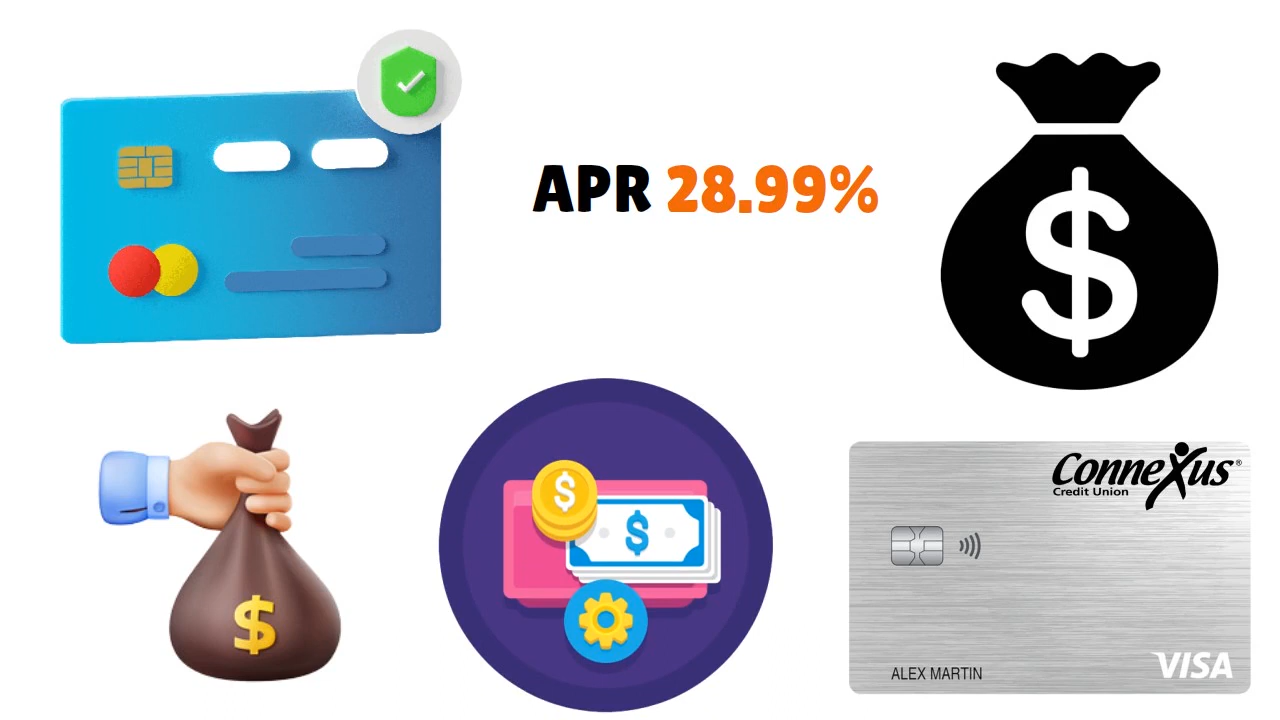 APR 28.99%
$
$
$
$
Connexus®
Credit Union
ALEX MARTIN
VISA